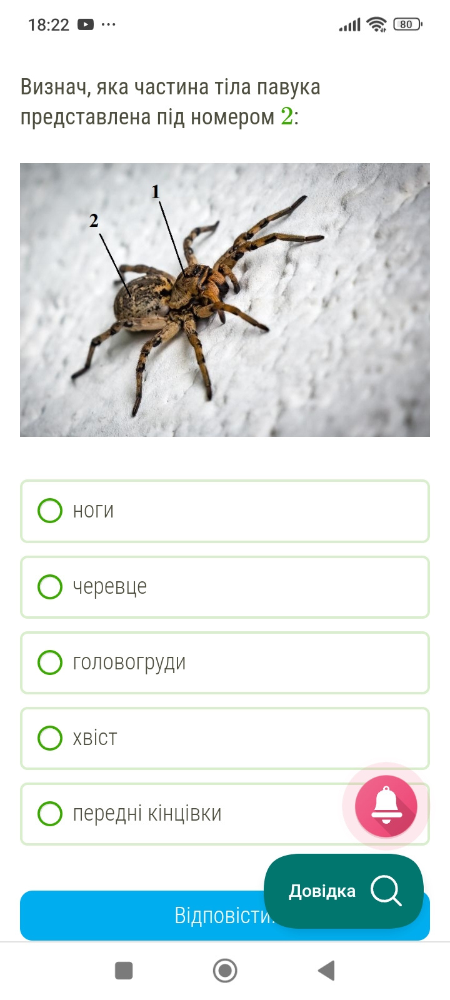 18:22 ... 80
Визнач, яка частина тіла павука
представлена під номером 2:
1
2
ноги
черевце
головогруди
хвіст
передні кінцівки
Довідка
Відповісти